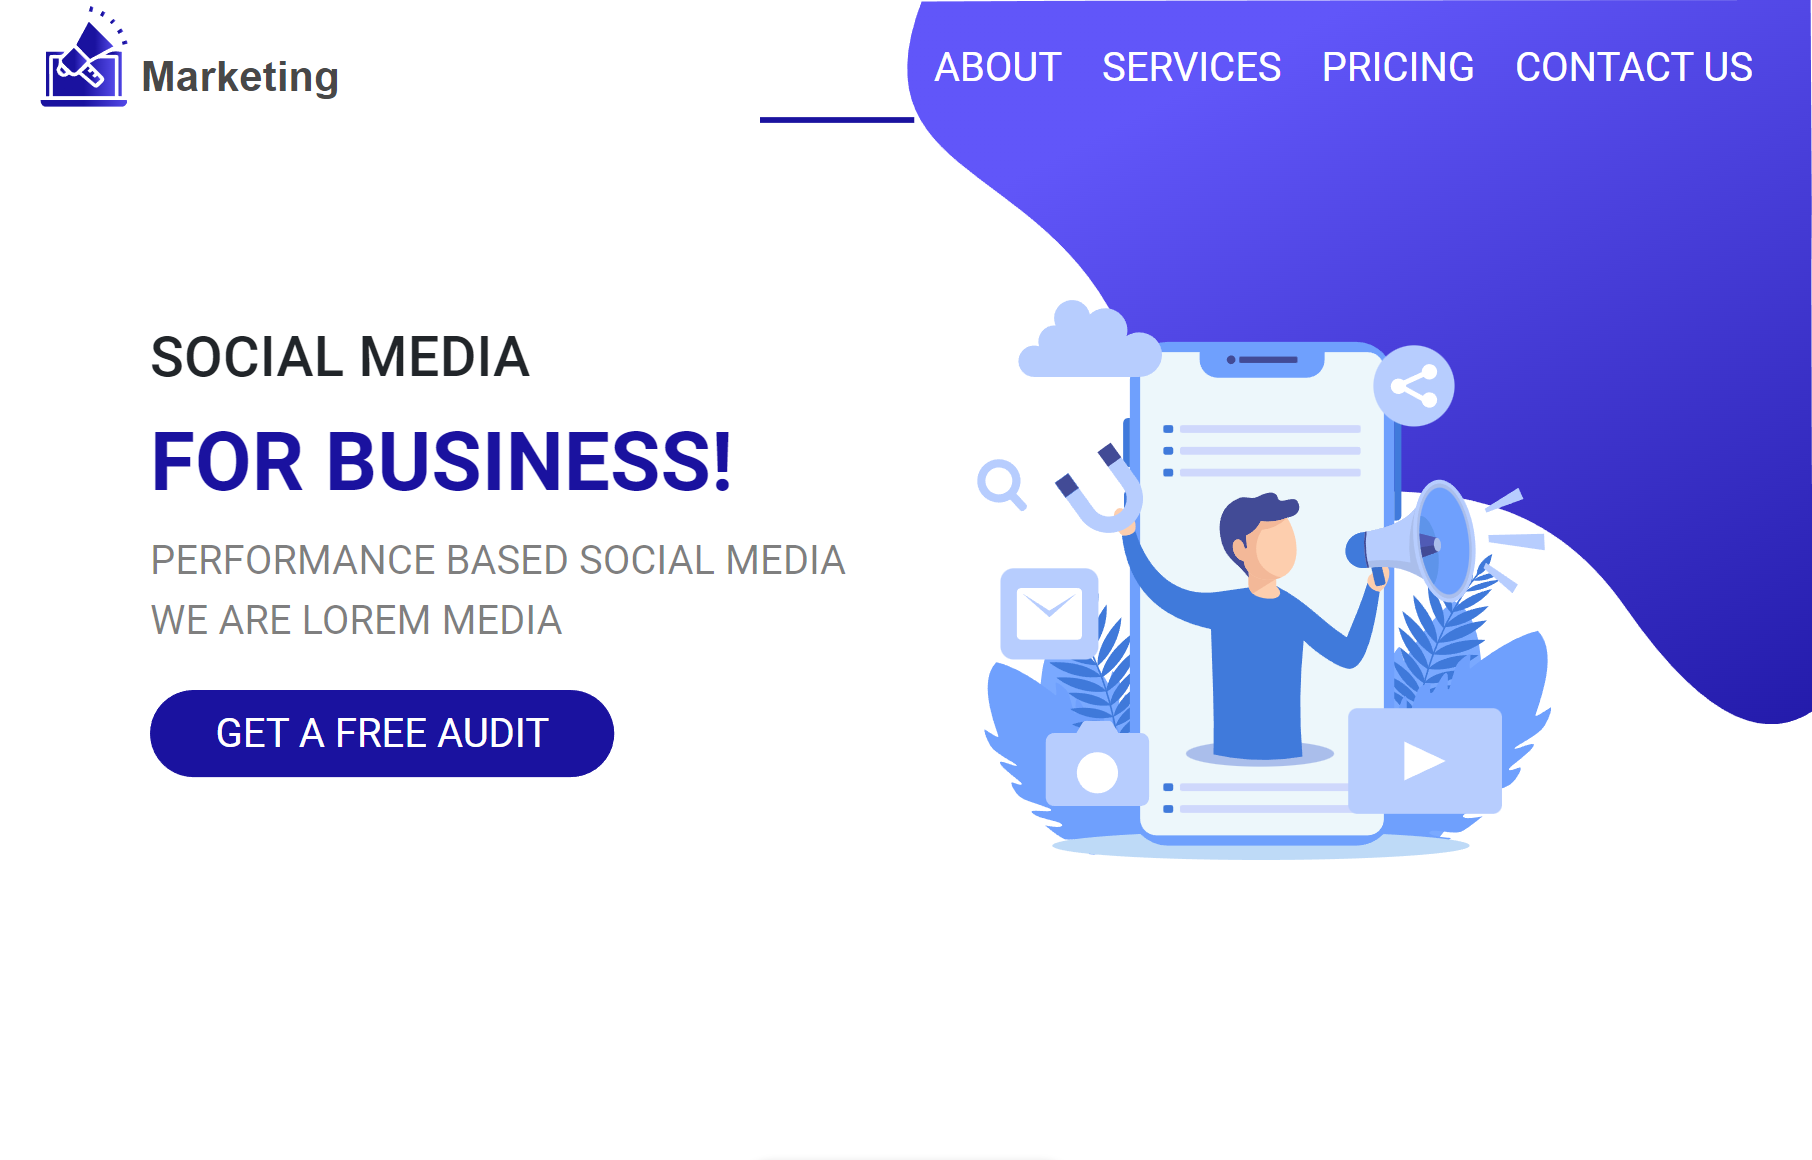 Marketing
ABOUT SERVICES PRICING CONTACT US
SOCIAL MEDIA
FOR BUSINESS!
PERFORMANCE BASED SOCIAL MEDIA
WE ARE LOREM MEDIA
GET A FREE AUDIT